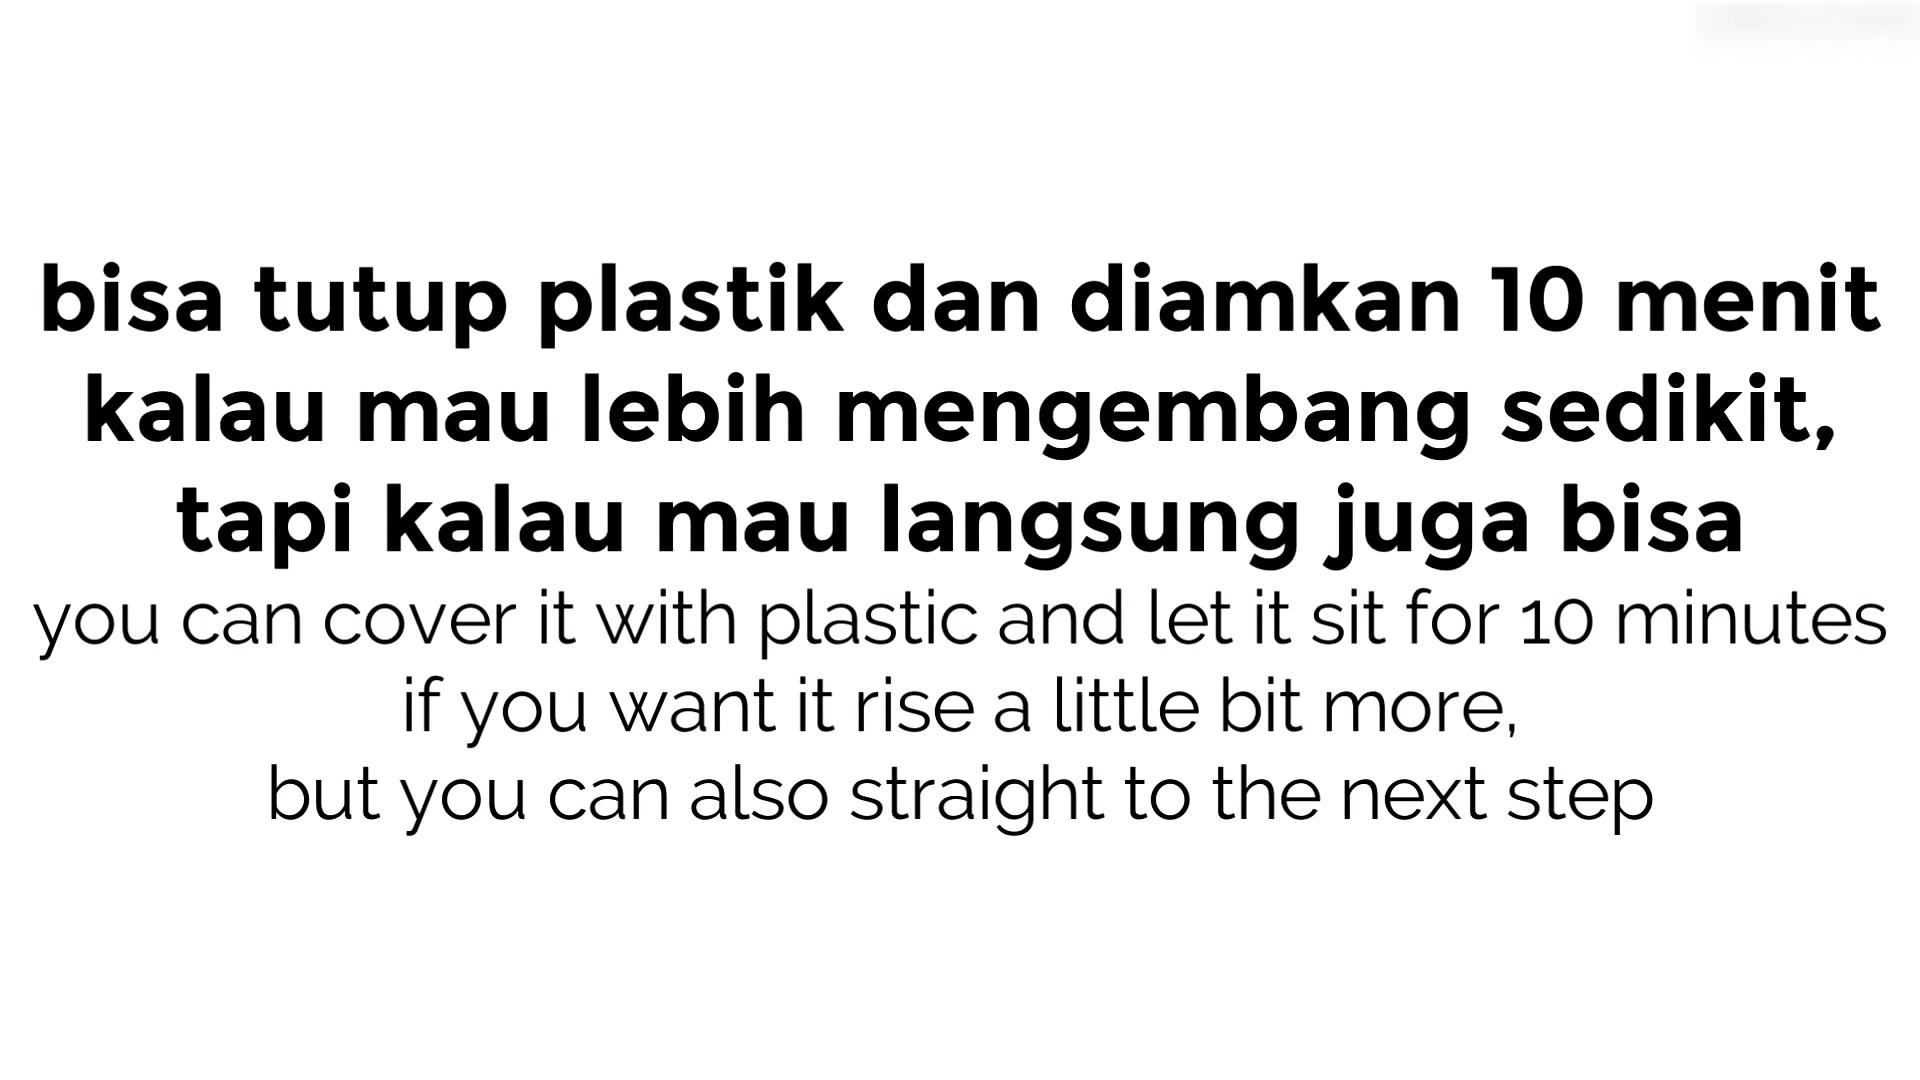 bisa tutup plastik dan diamkan 10 menit
kalau mau lebih mengembang sedikit,
tapi kalau mau langsung juga bisa
you can cover it with plastic and let it sit for 10 minutes
if you want it rise a little bit more,
but you can also straight to the next step